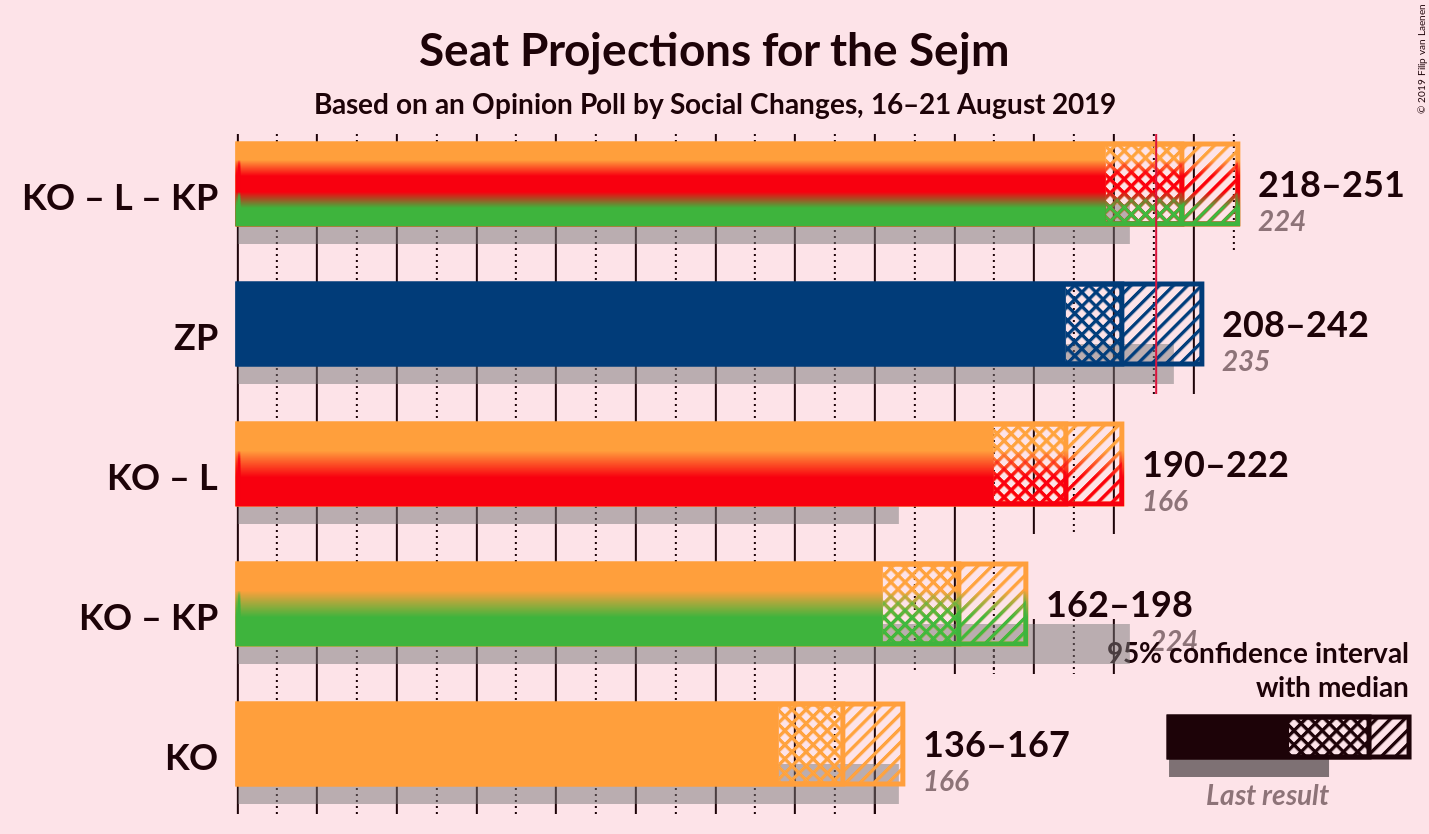 Seat Projections for the Sejm
Based on an Opinion Poll by Social Changes, 16–21 August 2019
© 2019 Filip van Laenen
KO – L – KP
218–251
224
ZP
208–242
235
KO – L
190–222
166
KO – KP
162–198
224
KO
136–167
166
95% confidence interval
with median
Last result